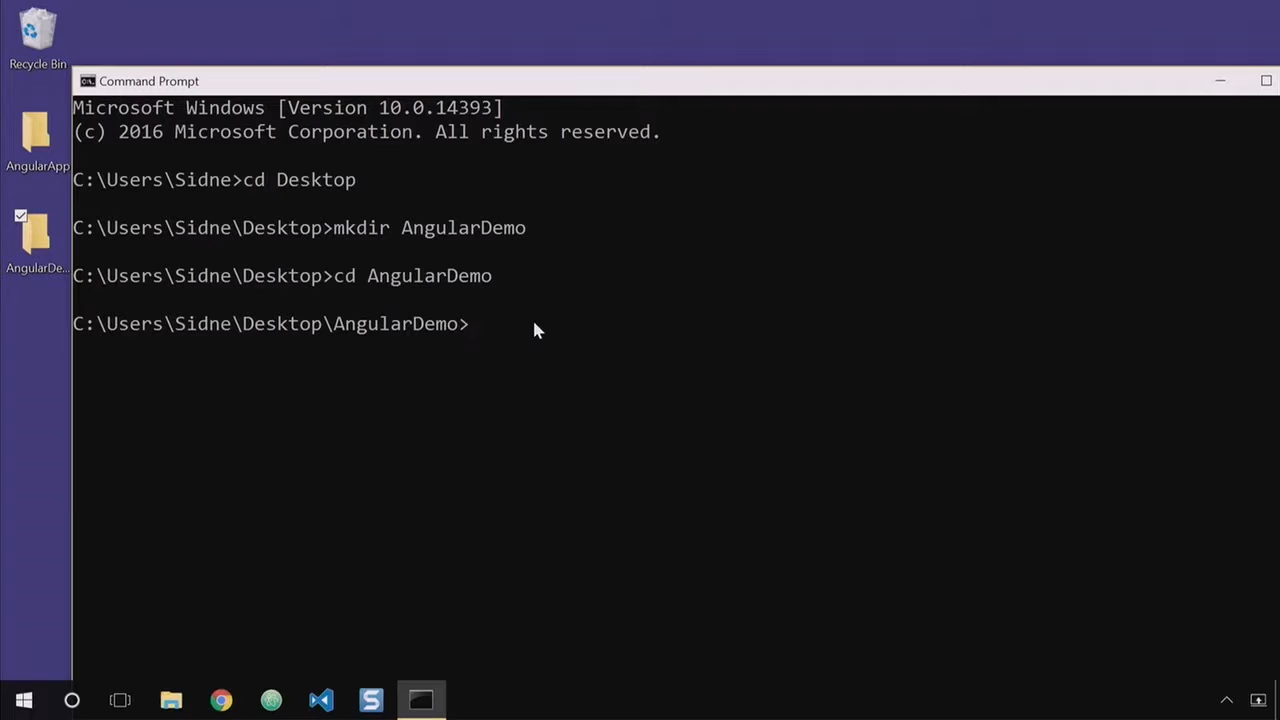 Recycle Bin
AngularApp
AngularDe...
Command Prompt
Microsoft Windows [Version 10.0.14393]
(c) 2016 Microsoft Corporation. All rights reserved.
C:\Users\Sidne>cd Desktop
C:\Users\Sidne\Desktop>mkdir AngularDemo
C:\Users\Sidne\Desktop>cd AngularDemo
C:\Users\Sidne\Desktop\AngularDemo>